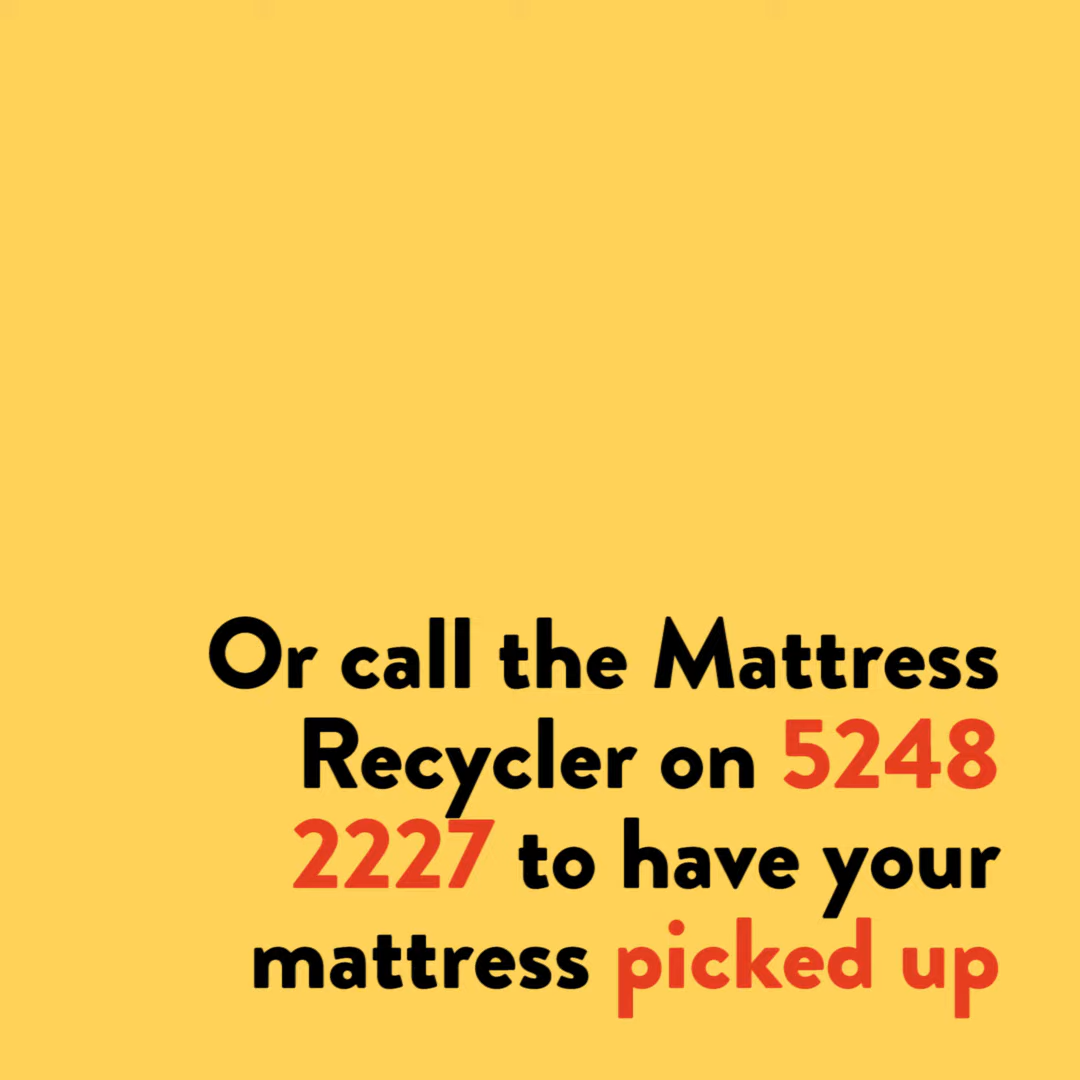 Or call the Mattress
Recycler on 5248
2227 to have your
mattress picked up